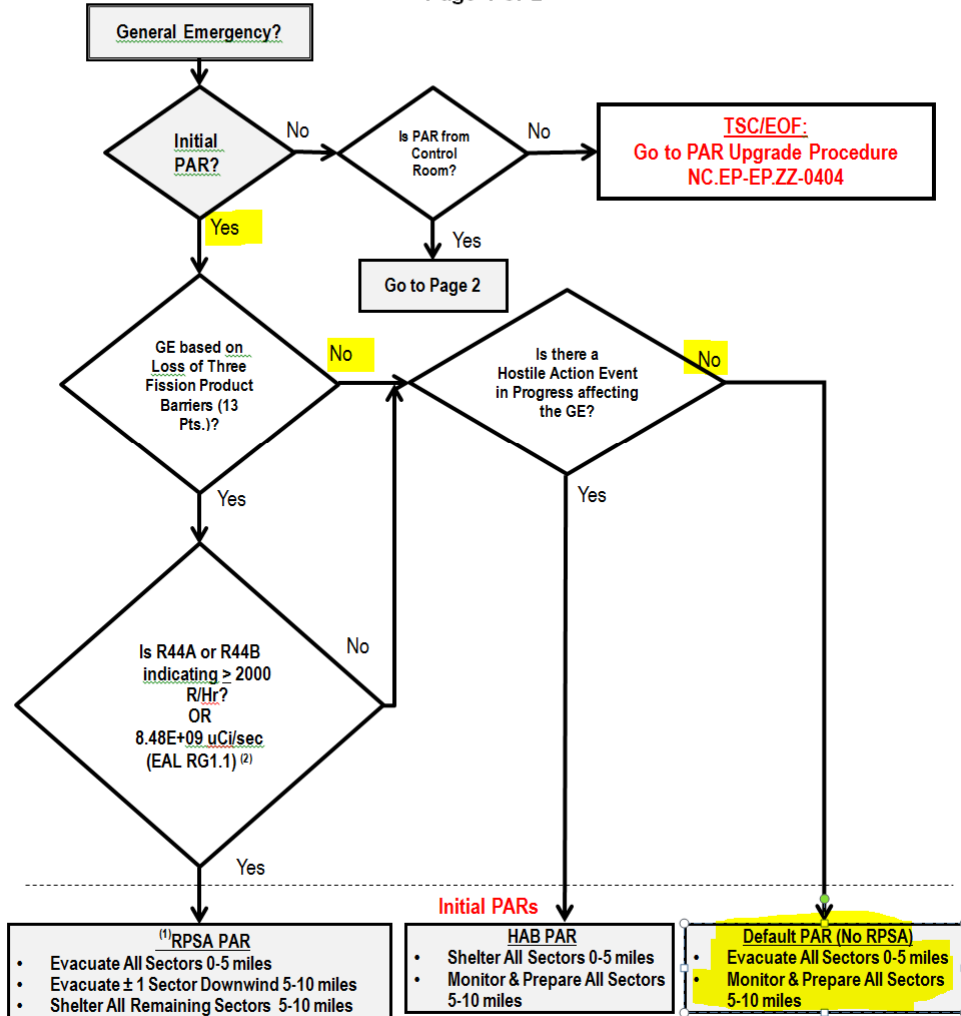 General Emergency?
Initial
PAR?
No
Is PAR from
Control
Room?
No
TSC/EOF:
Go to PAR Upgrade Procedure
NC.EP-EP.ZZ-0404
Yes
Yes
Go to Page 2
GE based on
Loss of Three
Fission Product
Barriers (13
Pts.)?
No
Is there a
Hostile Action Event
in Progress affecting
the GE?
No
Yes
Yes
Is R44A or R44B
indicating > 2000
R/Hr?
OR
8.48E+09 uCi/sec
(EAL RG1.1) (2)
No
Yes
Initial PARs
(1)RPSA PAR
• Evacuate All Sectors 0-5 miles
• Evacuate ± 1 Sector Downwind 5-10 miles
• Shelter All Remaining Sectors 5-10 miles
HAB PAR
• Shelter All Sectors 0-5 miles
• Monitor & Prepare All Sectors
5-10 miles
Default PAR (No RPSA)
• Evacuate All Sectors 0-5 miles
• Monitor & Prepare All Sectors
5-10 miles